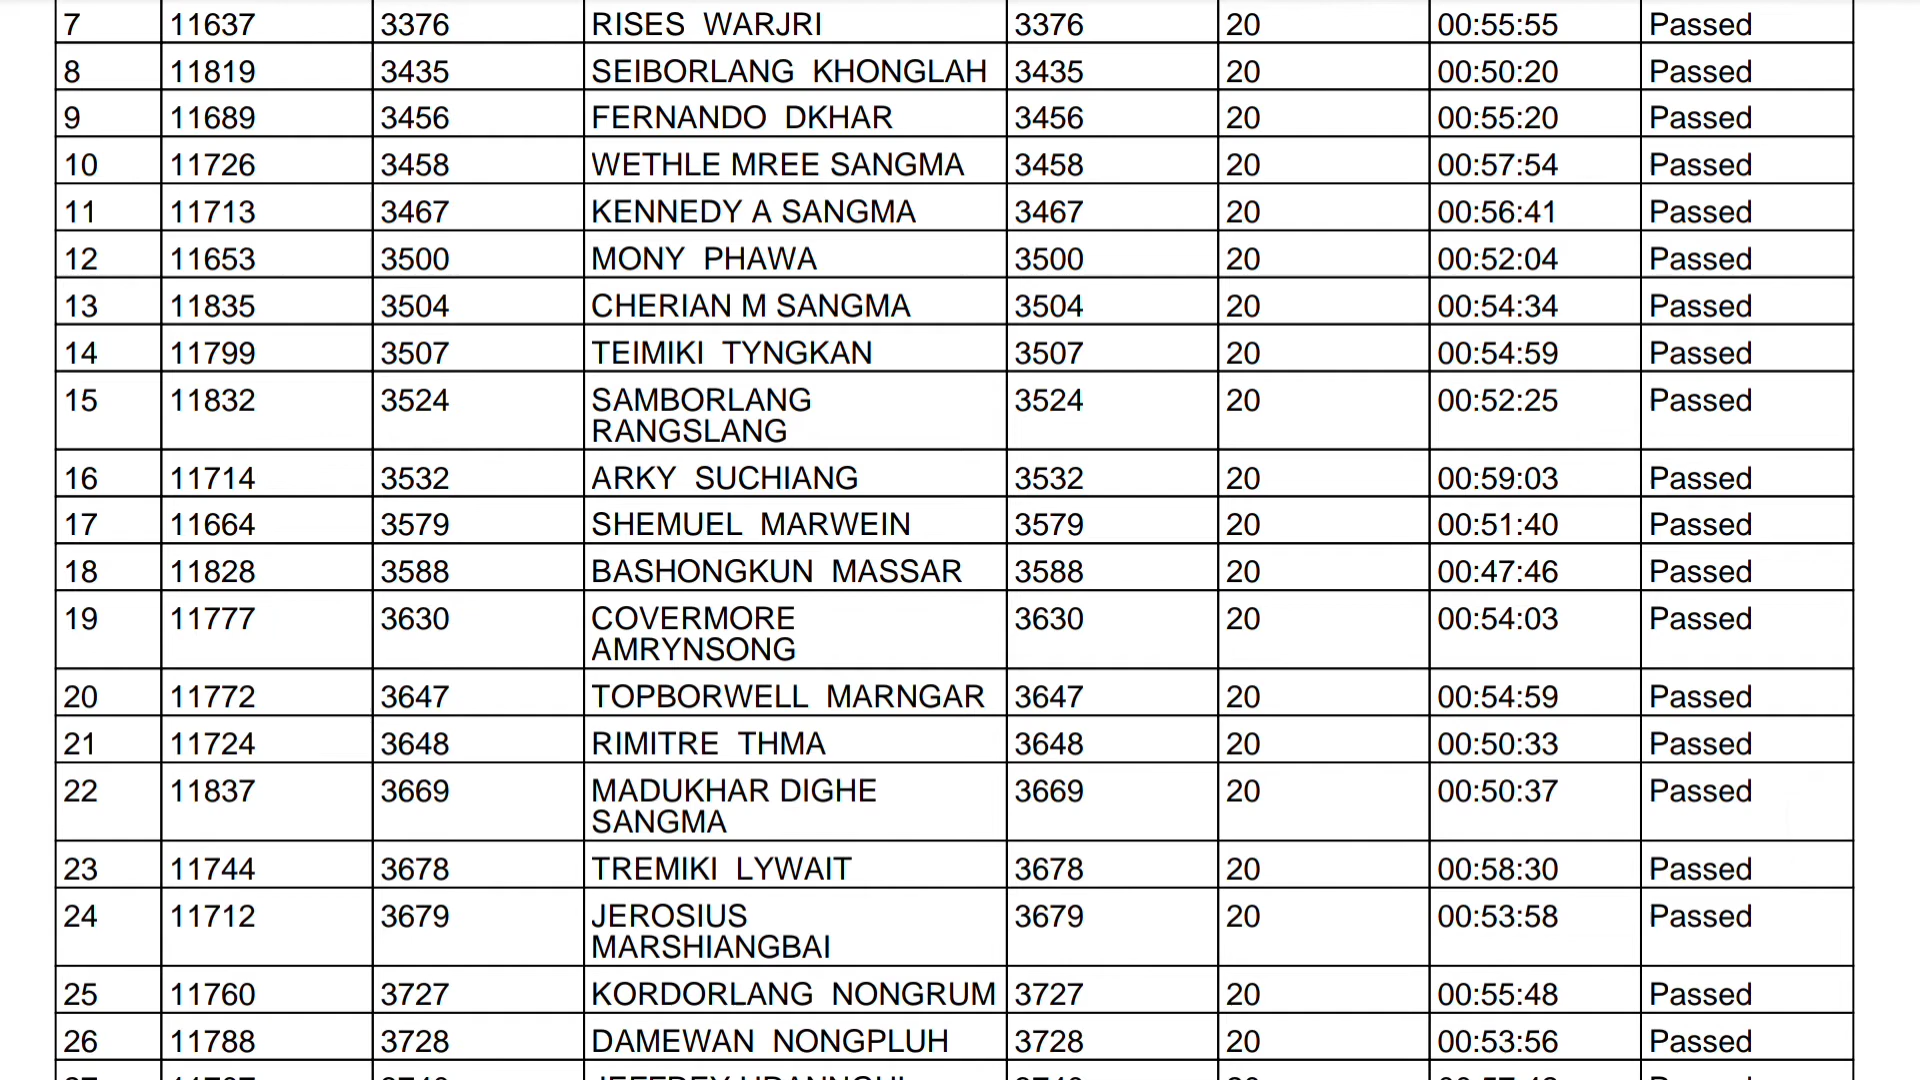 7 11637 3376 RISES WARJRI 3376 20 00:55:55 Passed
8 11819 3435 SEIBORLANG KHONGLAH 3435 20 00:50:20 Passed
9 11689 3456 FERNANDO DKHAR 3456 20 00:55:20 Passed
10 11726 3458 WETHLE MREE SANGMA 3458 20 00:57:54 Passed
11 11713 3467 KENNEDY A SANGMA 3467 20 00:56:41 Passed
12 11653 3500 MONY PHAWA 3500 20 00:52:04 Passed
13 11835 3504 CHERIAN M SANGMA 3504 20 00:54:34 Passed
14 11799 3507 TEIMIKI TYNGKAN 3507 20 00:54:59 Passed
15 11832 3524 SAMBORLANG 3524 20 00:52:25 Passed
RANGSLANG
16 11714 3532 ARKY SUCHIANG 3532 20 00:59:03 Passed
17 11664 3579 SHEMUEL MARWEIN 3579 20 00:51:40 Passed
18 11828 3588 BASHONGKUN MASSAR 3588 20 00:47:46 Passed
19 11777 3630 COVERMORE 3630 20 00:54:03 Passed
AMRYNSONG
20 11772 3647 TOPBORWELL MARNGAR 3647 20 00:54:59 Passed
21 11724 3648 RIMITRE THMA 3648 20 00:50:33 Passed
22 11837 3669 MADUKHAR DIGHE 3669 20 00:50:37 Passed
SANGMA
23 11744 3678 TREMIKI LYWAIT 3678 20 00:58:30 Passed
24 11712 3679 JEROSIUS 3679 20 00:53:58 Passed
MARSHIANGBAI
25 11760 3727 KORDORLANG NONGRUM 3727 20 00:55:48 Passed
26 11788 3728 DAMEWAN NONGPLUH 3728 20 00:53:56 Passed